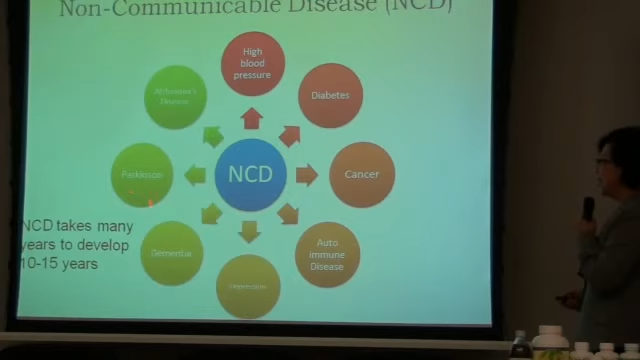 Non-Communicable Disease (NCD)
High
blood
pressure
Diabetes
Cancer
Auto
immune
Disease
Depression
Dementia
Parkinson
Alzheimer's
Disease
NCD
NCD takes many
years to develop
10-15 years